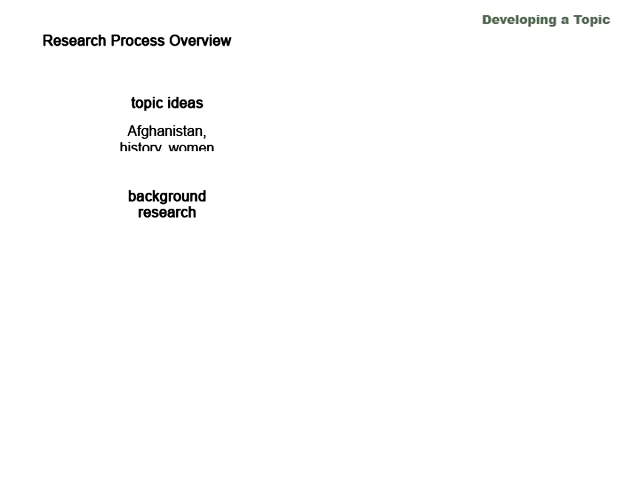 Developing a Topic
Research Process Overview
topic ideas
Afghanistan,
history, women
background
research